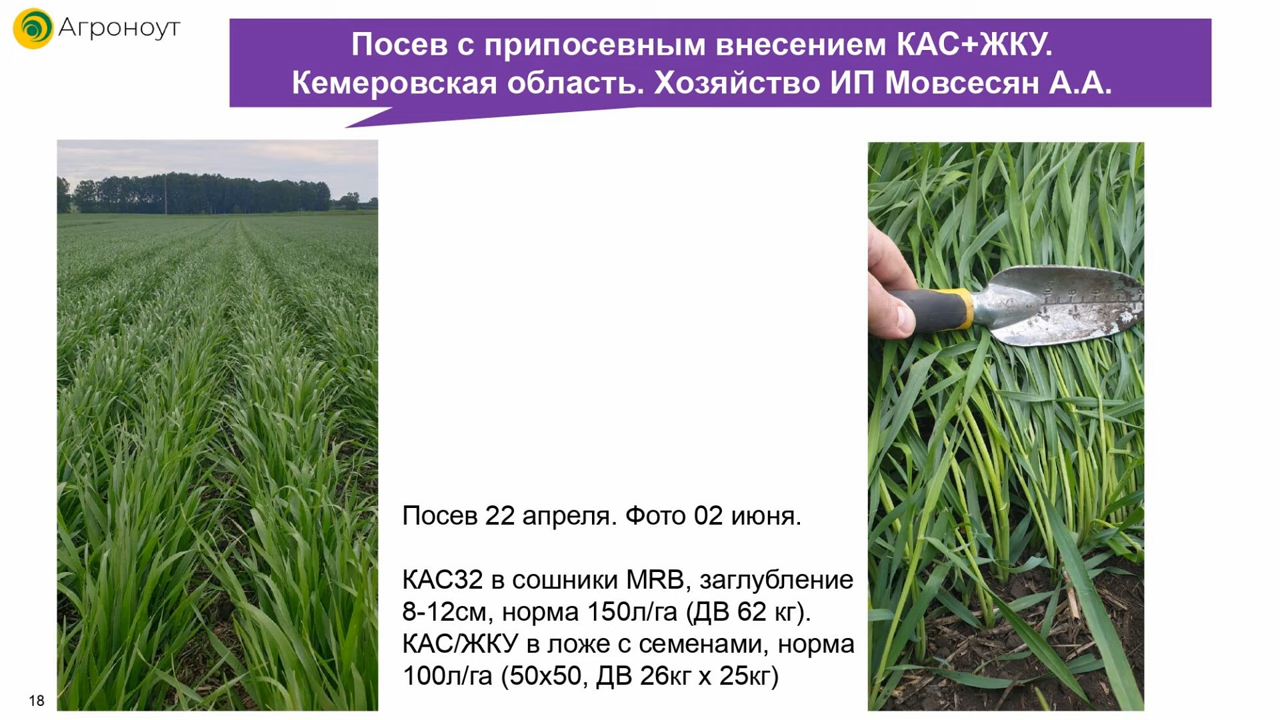 Агроноут
Посев с припосевным внесением КАС+ЖКУ.
Кемеровская область. Хозяйство ИП Мовсесян А.А.
Посев 22 апреля. Фото 02 июня.
КАС32 в сошники MRB, заглубление
8-12см, норма 150л/га (ДВ 62 кг).
КАС/ЖКУ в ложе с семенами, норма
100л/га (50х50, ДВ 26кг х 25кг)
18